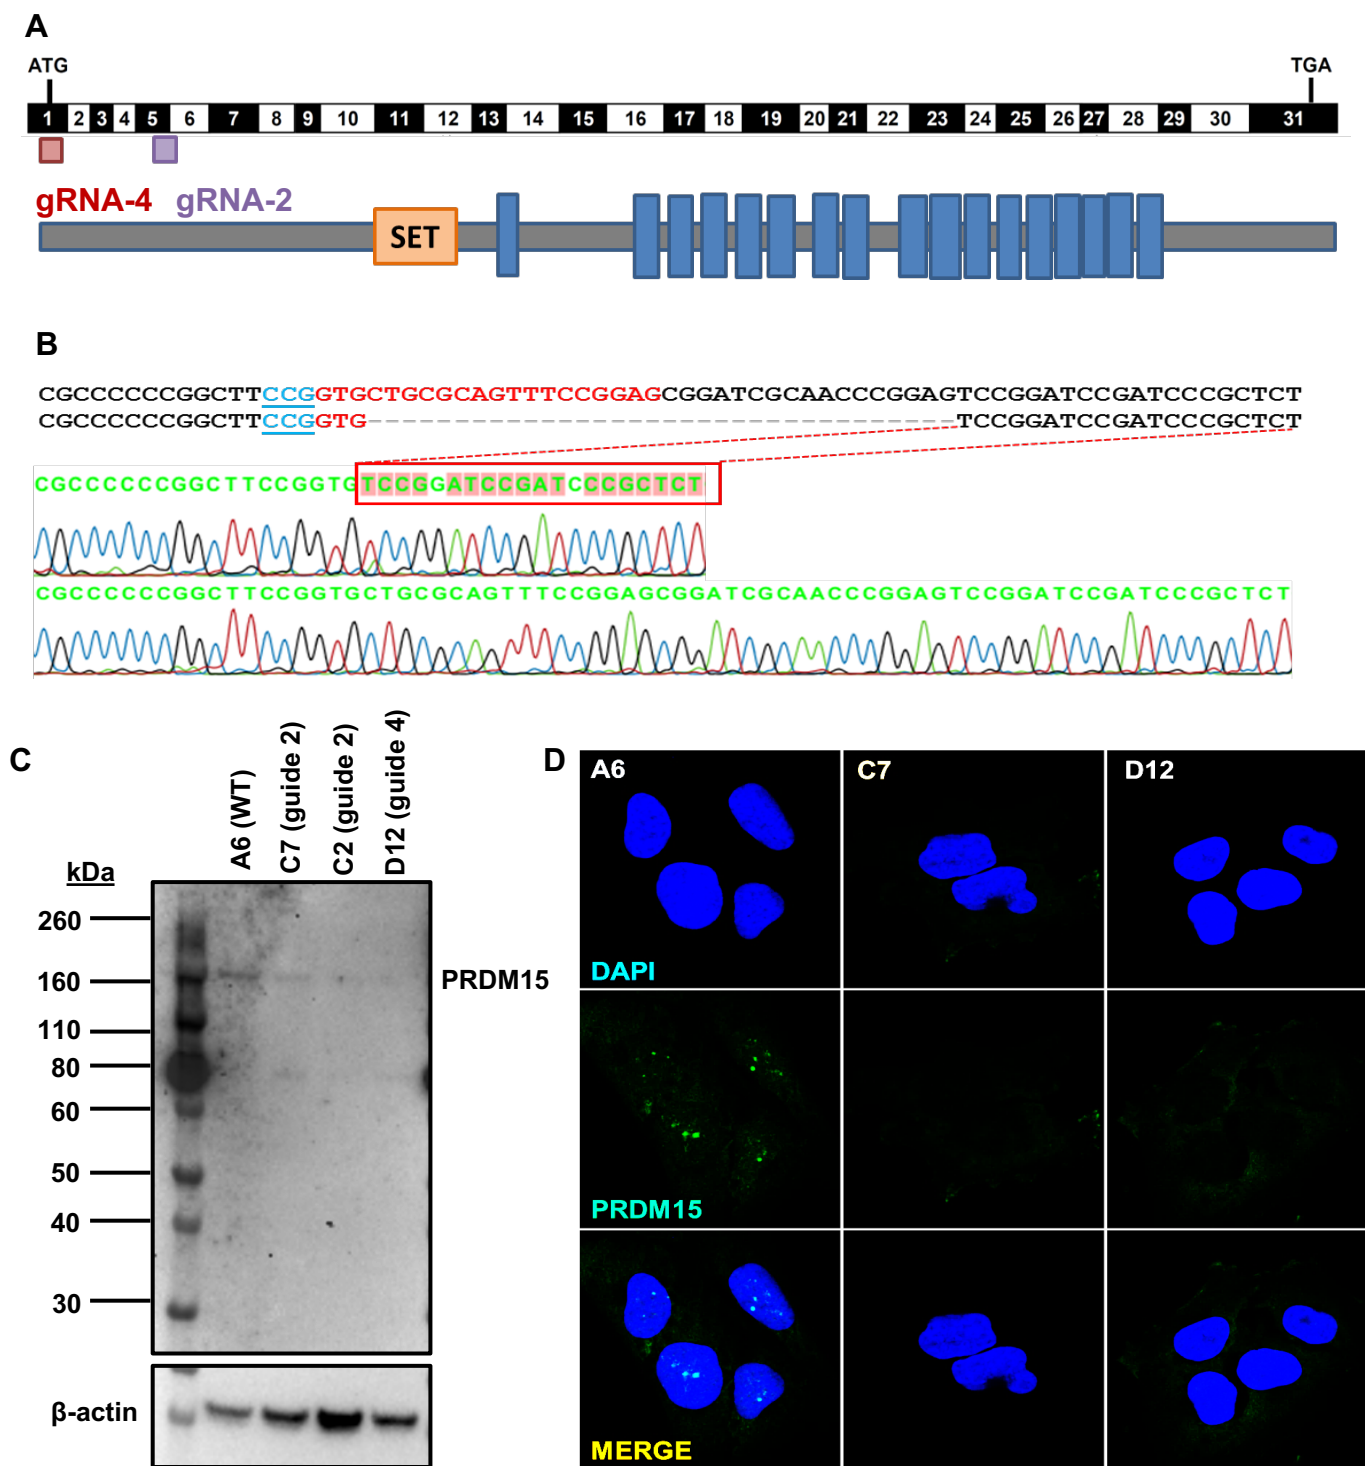 A
ATG
TGA
1 2 3 4 5 6 7 8 9 10 11 12 13 14 15 16 17 18 19 20 21 22 23 24 25 26 27 28 29 30 31
gRNA-4 gRNA-2
SET
B
CGCCCCCCGGCTTCCGGTGCTGCGCAGTTTCCGGAGCGGATCGCAACCCGGAGTCCGGATCCGATCCCGCTCT
CGCCCCCCGGCTTCCGGTG----------------------------------TCCGGATCCGATCCCGCTCT
CGCCCCCCGGCTTCCGGTGTCCGGATCCGATCCCGCTCT
CGCCCCCCGGCTTCCGGTGCTGCGCAGTTTCCGGAGCGGATCGCAACCCGGAGTCCGGATCCGATCCCGCTCT
C
A6 (WT)
C7 (guide 2)
C2 (guide 2)
D12 (guide 4)
kDa
260
160
110
80
60
50
40
30
PRDM15
β-actin
D
A6
C7
D12
DAPI
PRDM15
MERGE